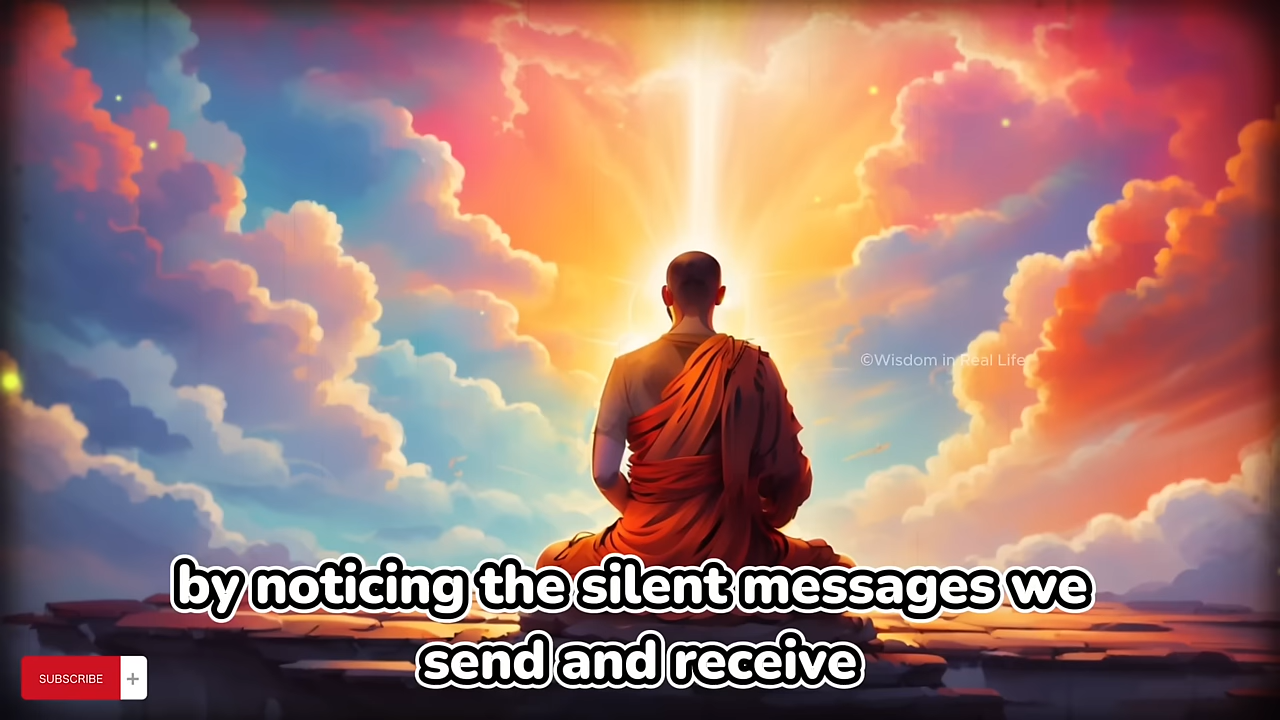 ©Wisdom in Real Life
by noticing the silent messages we
send and receive
SUBSCRIBE +